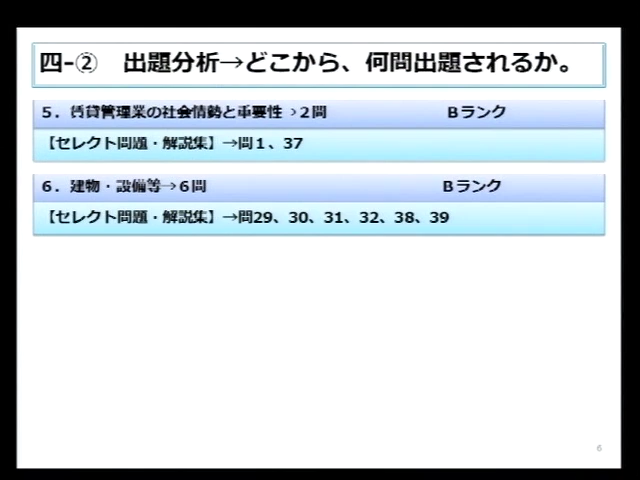 四-② 出題分析→どこから、何問出題されるか。
5．賃貸管理業の社会情勢と重要性→2問 Bランク
【セレクト問題・解説集】→問1、37
6．建物・設備等→6問 Bランク
【セレクト問題・解説集】→問29、30、31、32、38、39
6